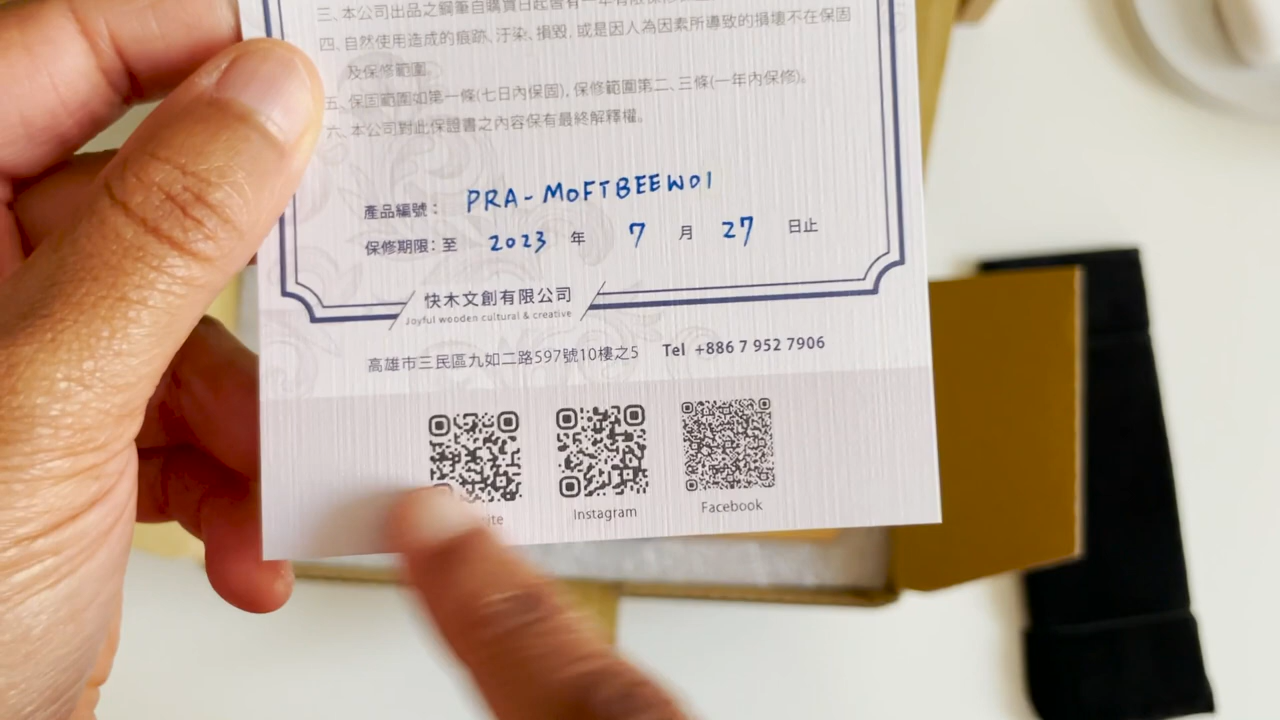 三、本公司出品之鋼筆自購買日起皆有一年有限保修
四、自然使用造成的痕跡、汙染、損毀, 或是因人為因素所導致的損壞不在保固
及保修範圍。
五、保固範圍如第一條(七日內保固), 保修範圍第二、三條(一年內保修)。
六、本公司對此保證書之內容保有最終解釋權。
產品編號： PRA-MOFTBEEW01
保修期限：至 2023 年 7 月 27 日止
快木文創有限公司
Joyful wooden cultural & creative
高雄市三民區九如二路597號10樓之5 Tel +886 7 952 7906
Instagram Facebook